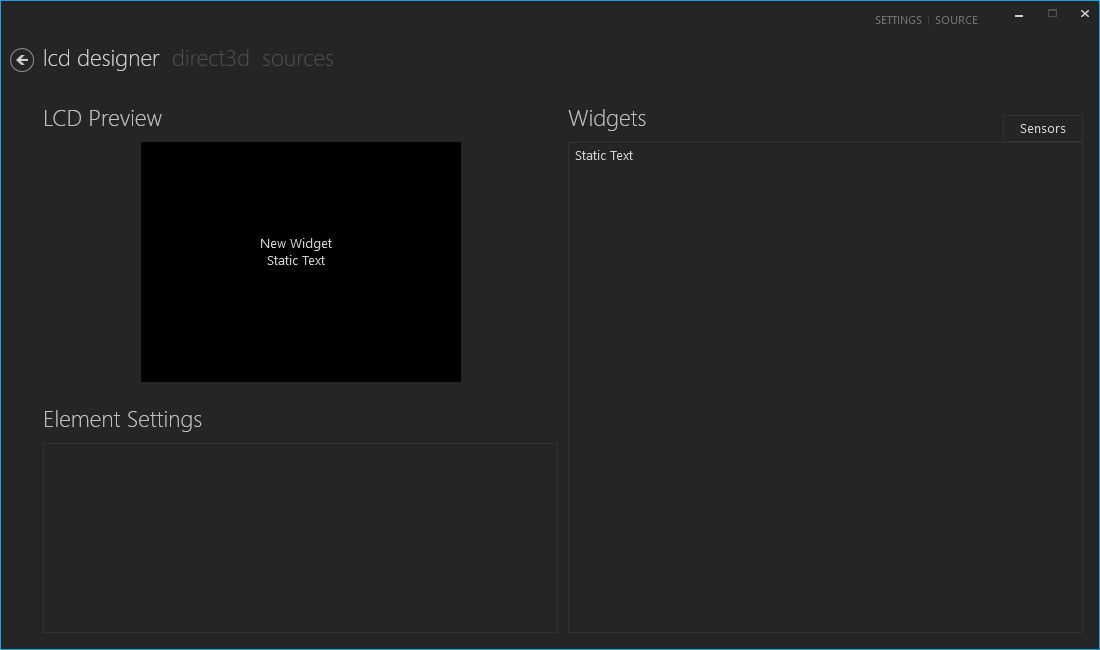 SETTINGS | SOURCE
lcd designer direct3d sources
LCD Preview
Widgets
Sensors
Static Text
New Widget
Static Text
Element Settings